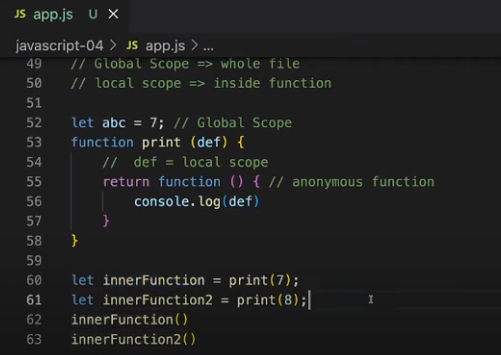 JS app.js U ×
javascript-04 > JS app.js > ...
49 // Global Scope => whole file
50 // local scope => inside function
51
52 let abc = 7; // Global Scope
53 function print (def) {
54 // def = local scope
55 return function () { // anonymous function
56 console.log(def)
57 }
58 }
59
60 let innerFunction = print(7);
61 let innerFunction2 = print(8);
62 innerFunction()
63 innerFunction2()